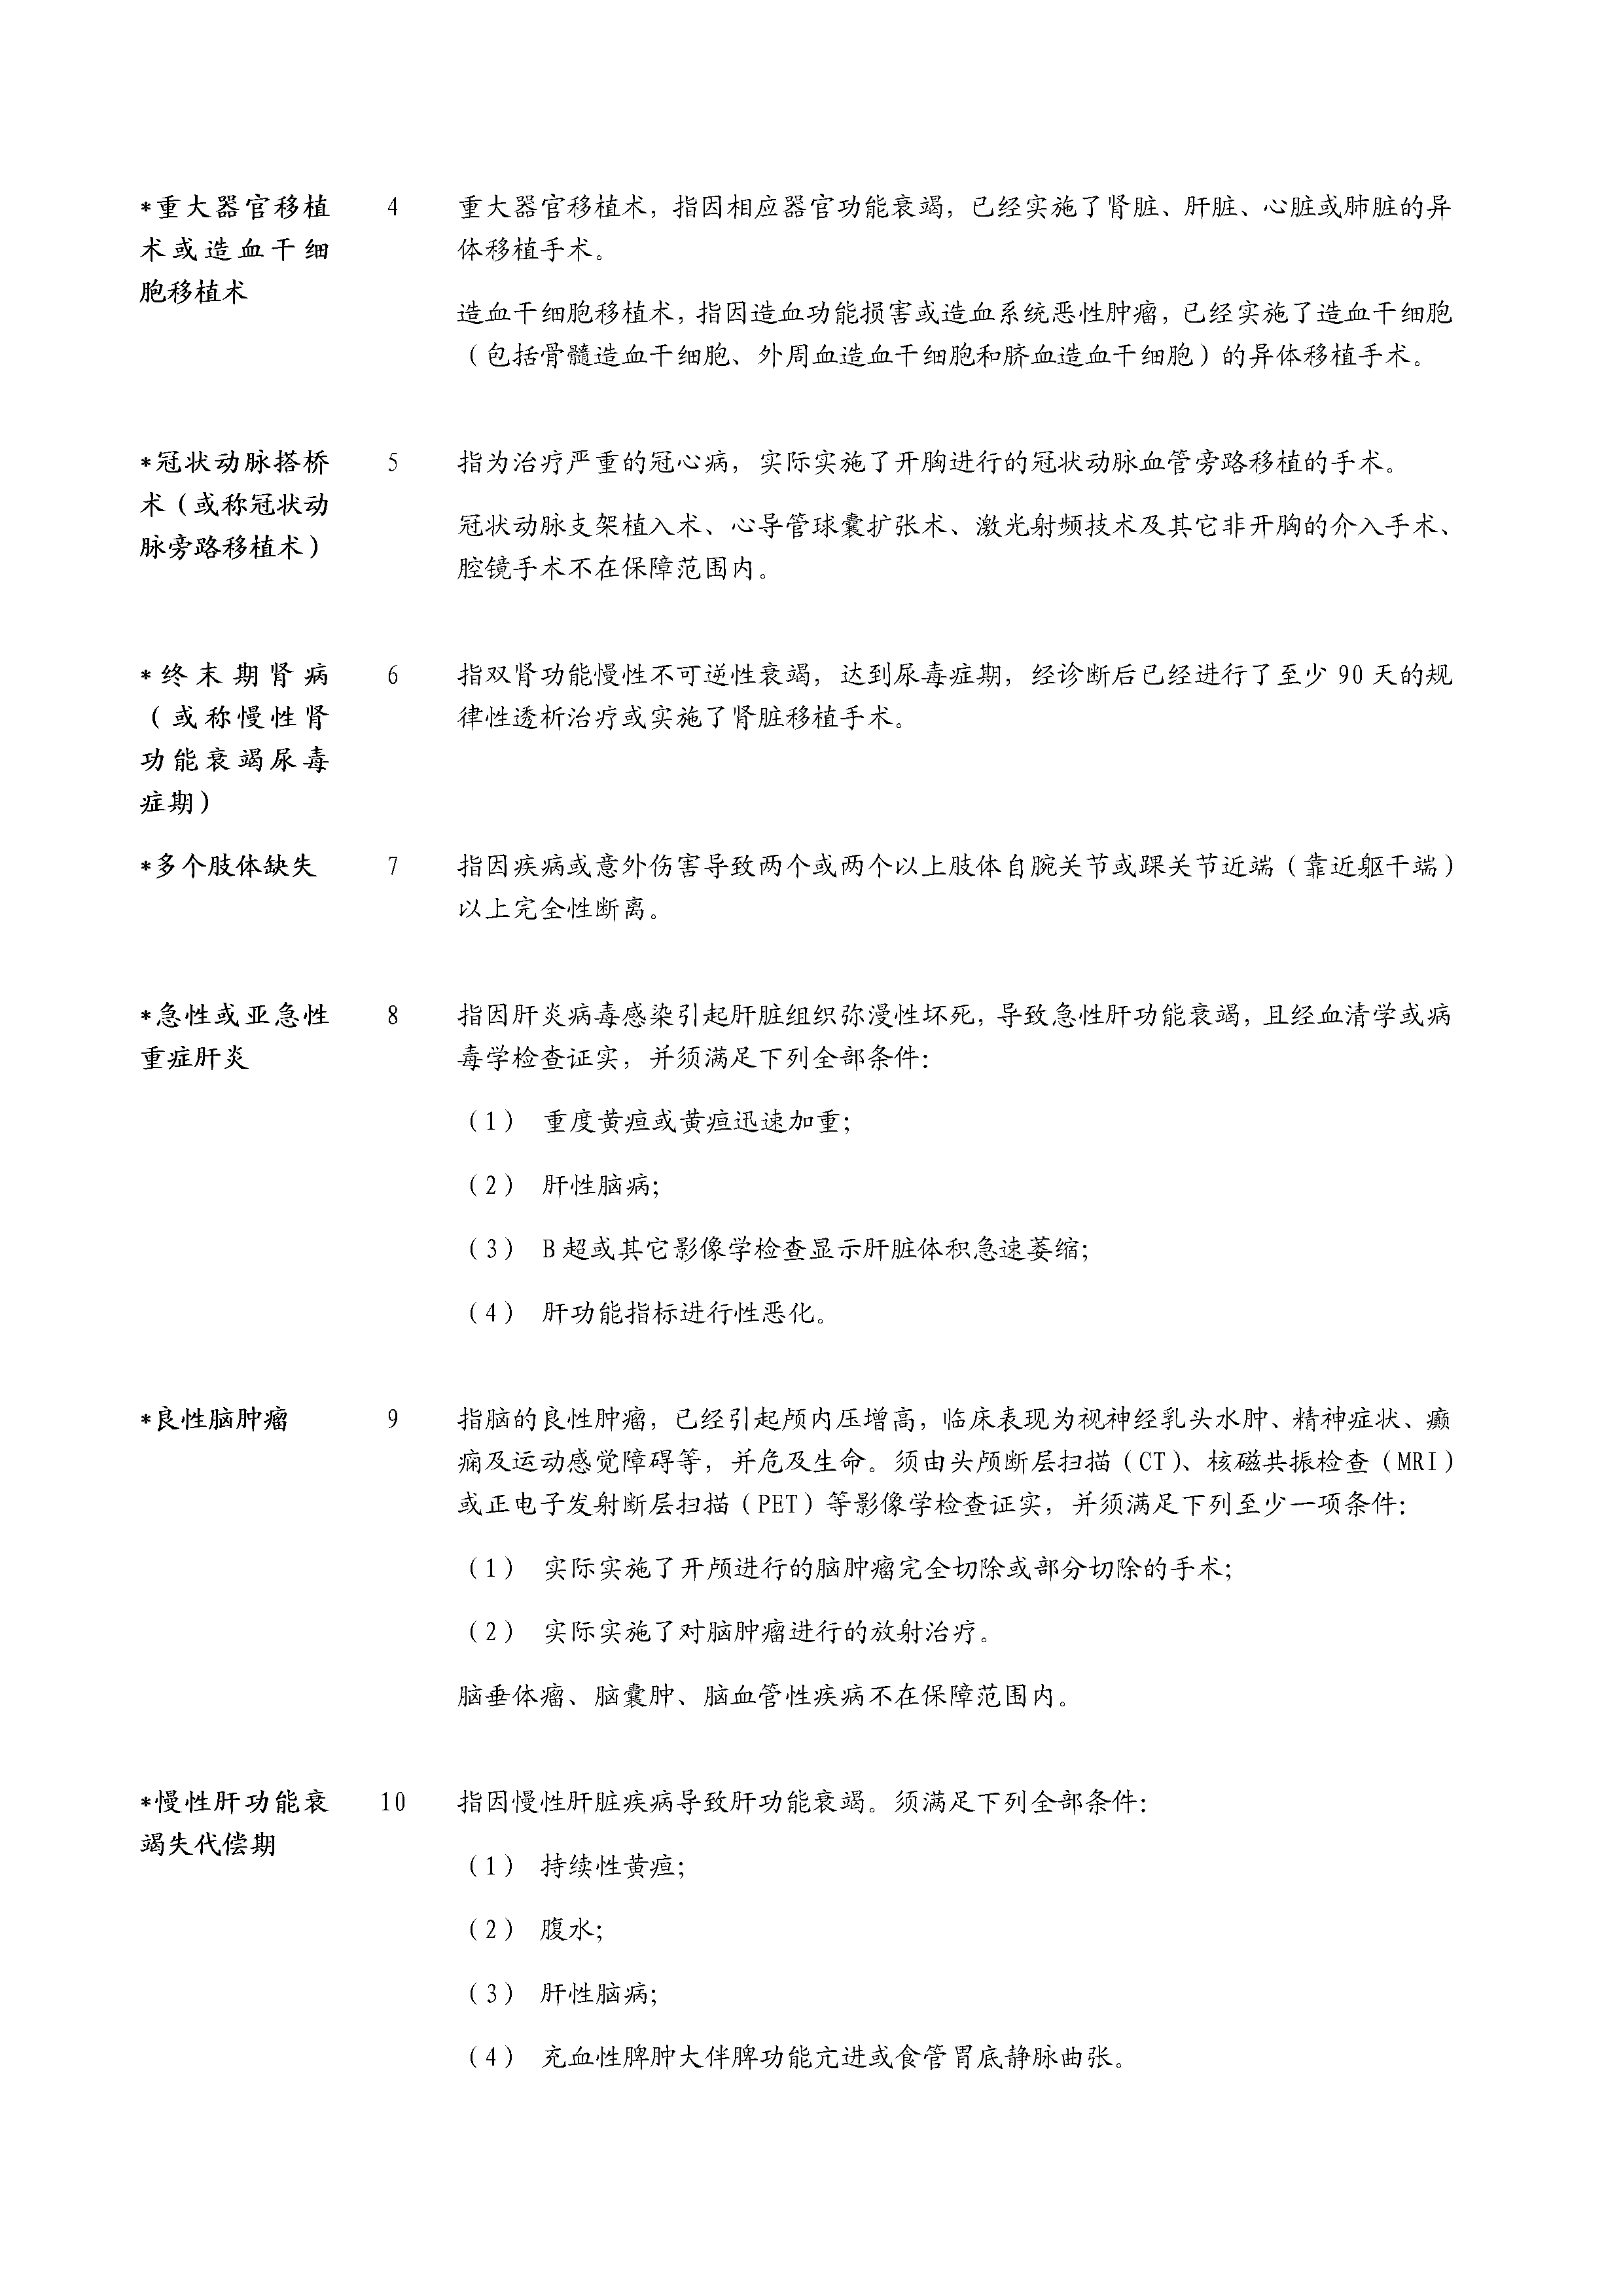 *重大器官移植 4 重大器官移植术，指因相应器官功能衰竭，已经实施了肾脏、肝脏、心脏或肺脏的异
术或造血干细 体移植手术。
胞移植术
造血干细胞移植术，指因造血功能损害或造血系统恶性肿瘤，已经实施了造血干细胞
（包括骨髓造血干细胞、外周血造血干细胞和脐血造血干细胞）的异体移植手术。
*冠状动脉搭桥 5 指为治疗严重的冠心病，实际实施了开胸进行的冠状动脉血管旁路移植的手术。
术（或称冠状动
冠状动脉支架植入术、心导管球囊扩张术、激光射频技术及其它非开胸的介入手术、
脉旁路移植术）
腔镜手术不在保障范围内。
*终末期肾病 6 指双肾功能慢性不可逆性衰竭，达到尿毒症期，经诊断后已经进行了至少 90 天的规
（或称慢性肾 律性透析治疗或实施了肾脏移植手术。
功能衰竭尿毒
症期）
*多个肢体缺失 7 指因疾病或意外伤害导致两个或两个以上肢体自腕关节或踝关节近端（靠近躯干端）
以上完全性断离。
*急性或亚急性 8 指因肝炎病毒感染引起肝脏组织弥漫性坏死，导致急性肝功能衰竭，且经血清学或病
重症肝炎 毒学检查证实，并须满足下列全部条件：
（1） 重度黄疸或黄疸迅速加重；
（2） 肝性脑病；
（3） B 超或其它影像学检查显示肝脏体积急速萎缩；
（4） 肝功能指标进行性恶化。
*良性脑肿瘤 9 指脑的良性肿瘤，已经引起颅内压增高，临床表现为视神经乳头水肿、精神症状、癫
痫及运动感觉障碍等，并危及生命。须由头颅断层扫描（CT）、核磁共振检查（MRI）
或正电子发射断层扫描（PET）等影像学检查证实，并须满足下列至少一项条件：
（1） 实际实施了开颅进行的脑肿瘤完全切除或部分切除的手术；
（2） 实际实施了对脑肿瘤进行的放射治疗。
脑垂体瘤、脑囊肿、脑血管性疾病不在保障范围内。
*慢性肝功能衰 10 指因慢性肝脏疾病导致肝功能衰竭。须满足下列全部条件：
竭失代偿期
（1） 持续性黄疸；
（2） 腹水；
（3） 肝性脑病；
（4） 充血性脾肿大伴脾功能亢进或食管胃底静脉曲张。